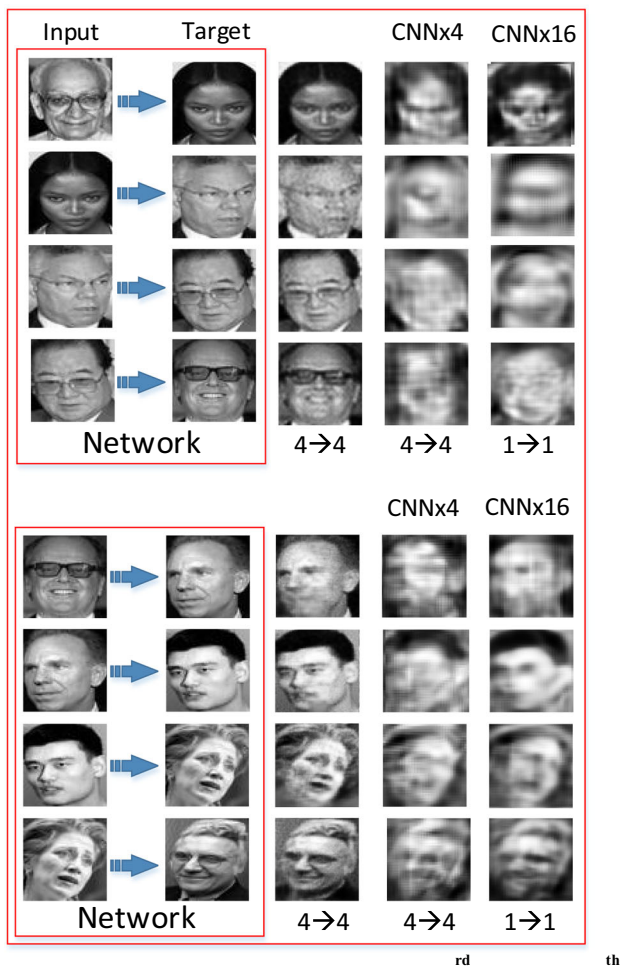 Input Target CNNx4 CNNx16
Network 4→4 4→4 1→1
CNNx4 CNNx16
Network 4→4 4→4 1→1
rd th